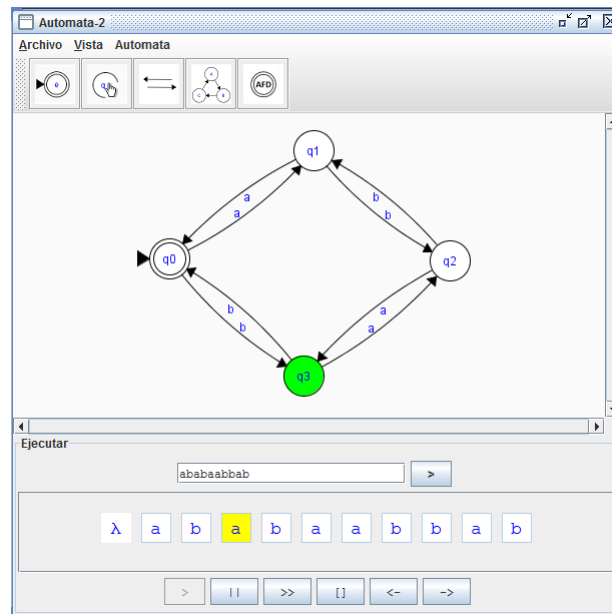 Automata-2
Archivo Vista Automata
AFD
q1
a
a
b
b
q0
q2
b
b
a
a
q3
Ejecutar
ababaabbab
>
λ a b a b a a b b a b
> || >> [] <- ->